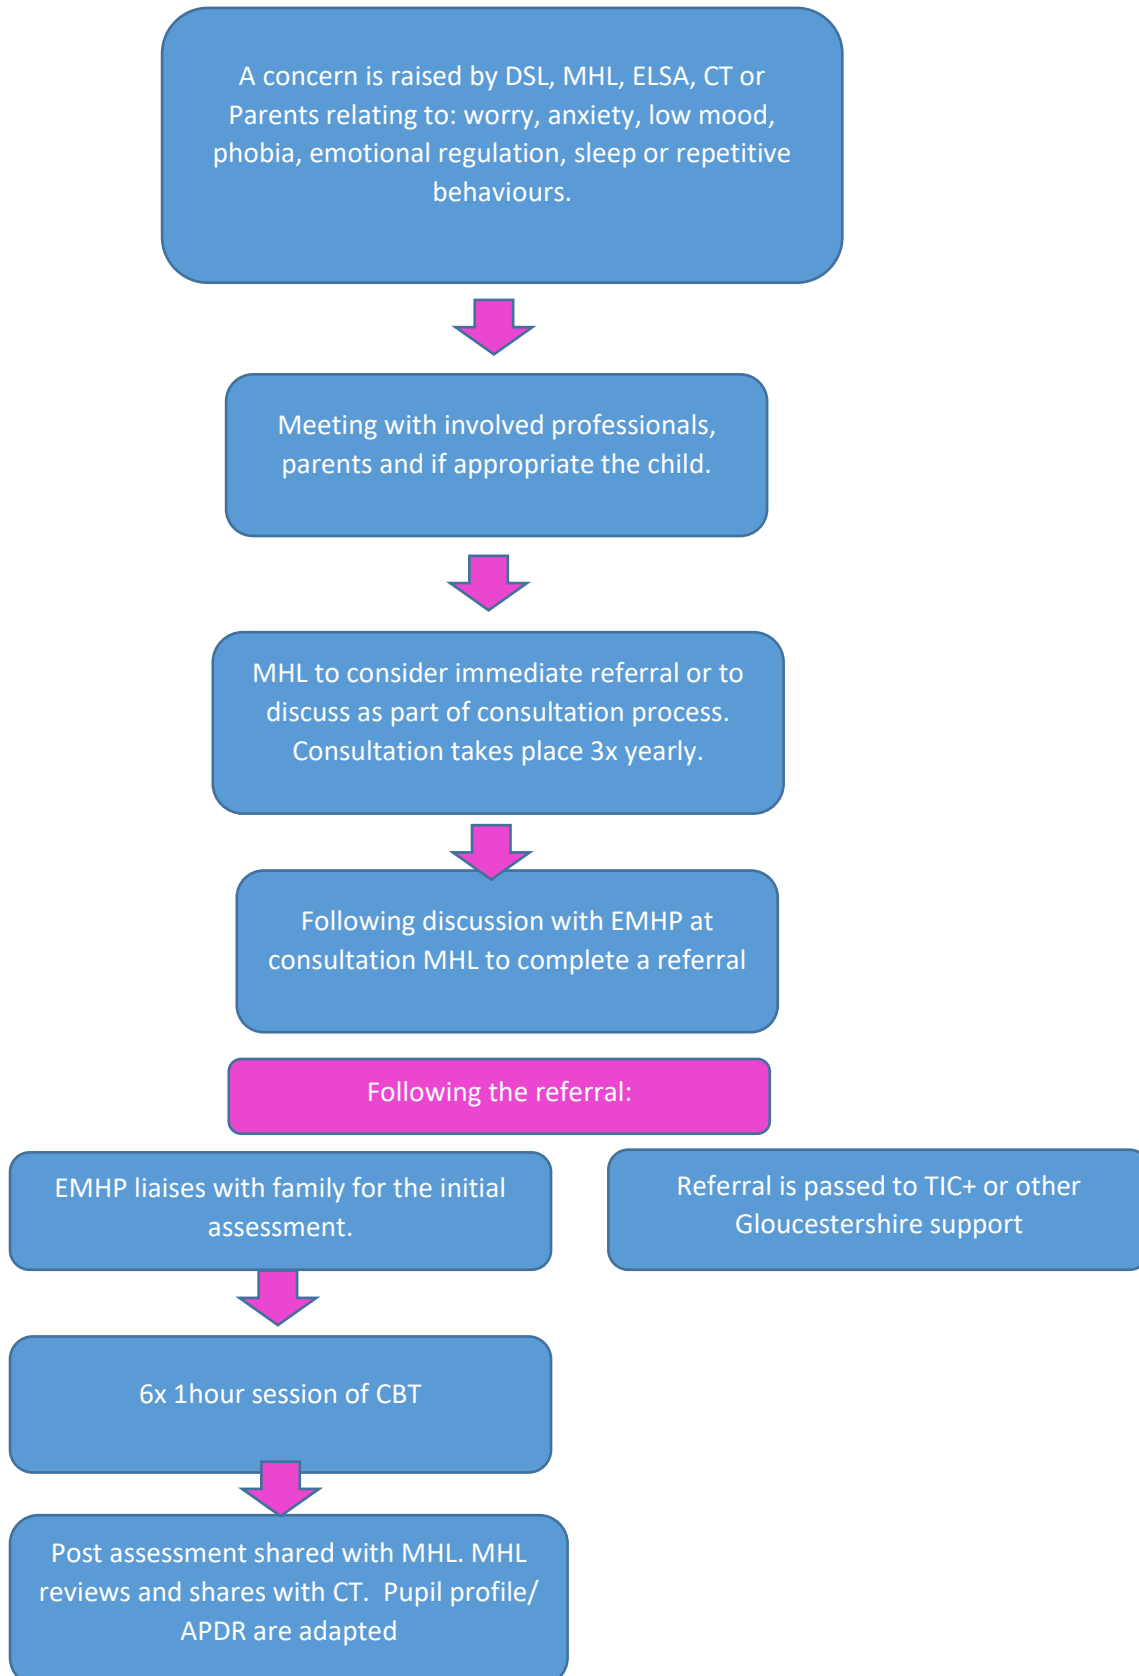 A concern is raised by DSL, MHL, ELSA, CT or
Parents relating to: worry, anxiety, low mood,
phobia, emotional regulation, sleep or repetitive
behaviours.
Meeting with involved professionals,
parents and if appropriate the child.
MHL to consider immediate referral or to
discuss as part of consultation process.
Consultation takes place 3x yearly.
Following discussion with EMHP at
consultation MHL to complete a referral
Following the referral:
EMHP liaises with family for the initial
assessment.
Referral is passed to TIC+ or other
Gloucestershire support
6x 1hour session of CBT
Post assessment shared with MHL. MHL
reviews and shares with CT.  Pupil profile/
APDR are adapted